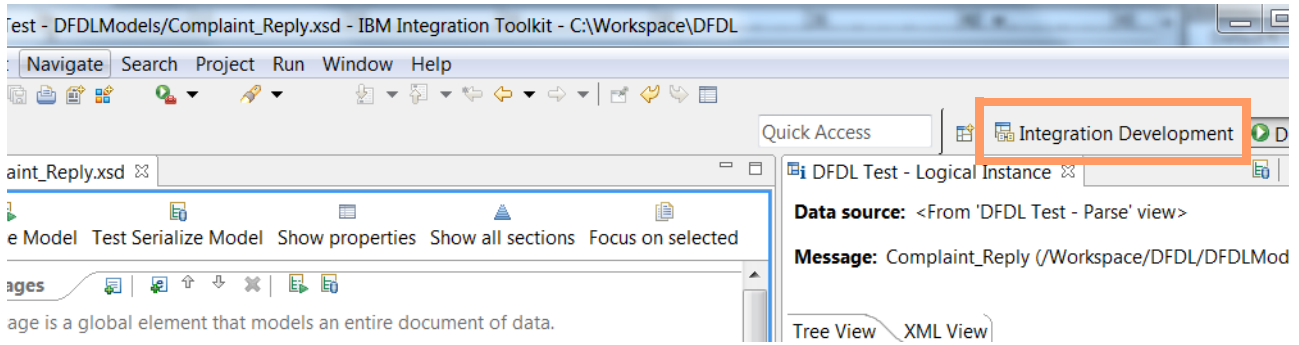 Test - DFDLModels/Complaint_Reply.xsd - IBM Integration Toolkit - C:\Workspace\DFDL
Navigate Search Project Run Window Help
Quick Access Integration Development D
aint_Reply.xsd DFDL Test - Logical Instance
e Model Test Serialize Model Show properties Show all sections Focus on selected
Data source: <From 'DFDL Test - Parse' view>
Message: Complaint_Reply (/Workspace/DFDL/DFDLMod
ages
age is a global element that models an entire document of data.
Tree View XML View